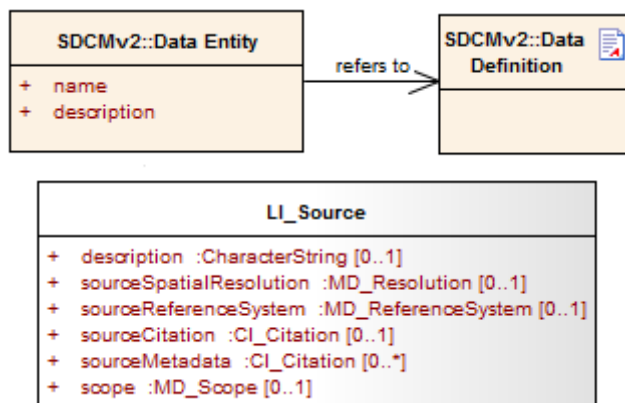 SDCMv2::Data Entity
+ name
+ description
refers to
SDCMv2::Data
Definition
LI_Source
+ description :CharacterString [0..1]
+ sourceSpatialResolution :MD_Resolution [0..1]
+ sourceReferenceSystem :MD_ReferenceSystem [0..1]
+ sourceCitation :CI_Citation [0..1]
+ sourceMetadata :CI_Citation [0..*]
+ scope :MD_Scope [0..1]